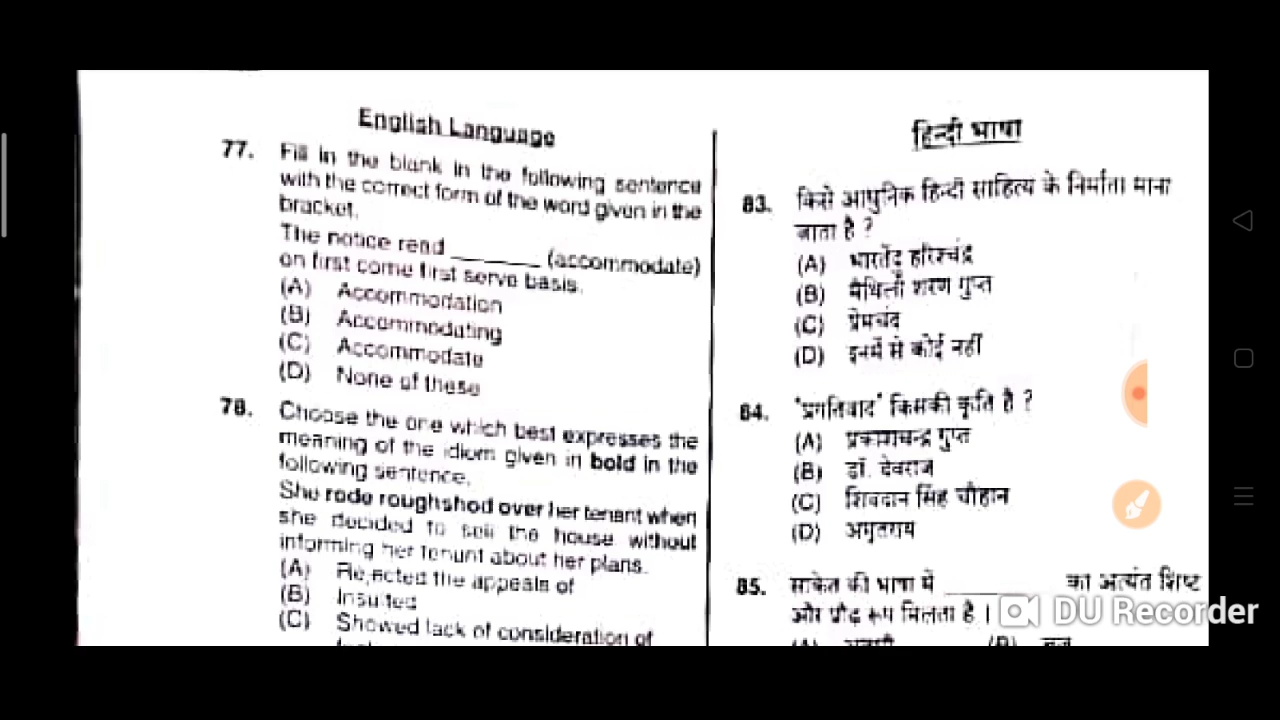 English Language
77. Fill in the blank in the following sentence
with the correct form of the word given in the
bracket.
The notice read ______ (accommodate)
on first come first serve basis.
(A) Accommodation
(B) Accommodating
(C) Accommodate
(D) None of these
78. Choose the one which best expresses the
meaning of the idiom given in bold in the
following sentence.
She rode roughshod over her tenant when
she decided to sell the house without
informing her tenant about her plans.
(A) Rejected the appeals of
(B) Insulted
(C) Showed lack of consideration of
हिन्दी भाषा
83. किसे आधुनिक हिन्दी साहित्य के निर्माता माना
जाता है ?
(A) भारतेंदु हरिश्चंद्र
(B) मैथिली शरण गुप्त
(C) प्रेमचंद
(D) इनमें से कोई नहीं
84. 'प्रगतिवाद' किसकी कृति है ?
(A) प्रकाशचन्द्र गुप्त
(B) डॉ. देवराज
(C) शिवदान सिंह चौहान
(D) अमृतराय
85. साकेत की भाषा में ______ का अत्यंत शिष्ट
और प्रौढ़ रूप मिलता है ।
DU Recorder